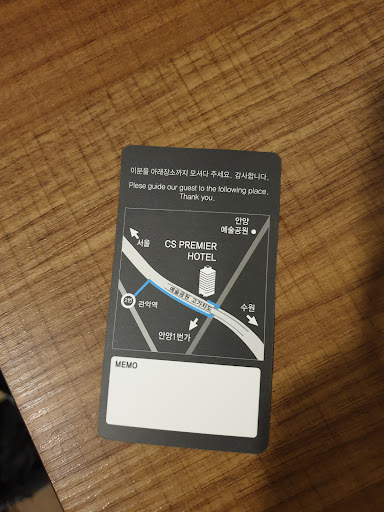 이분을 아래장소까지 모셔다 주세요. 감사합니다.
Please guide our guest to the following place.
Thank you.
안양
예술공원
서울
CS PREMIER
HOTEL
예술공원 고가차도
수원
관악역
안양1번가
MEMO